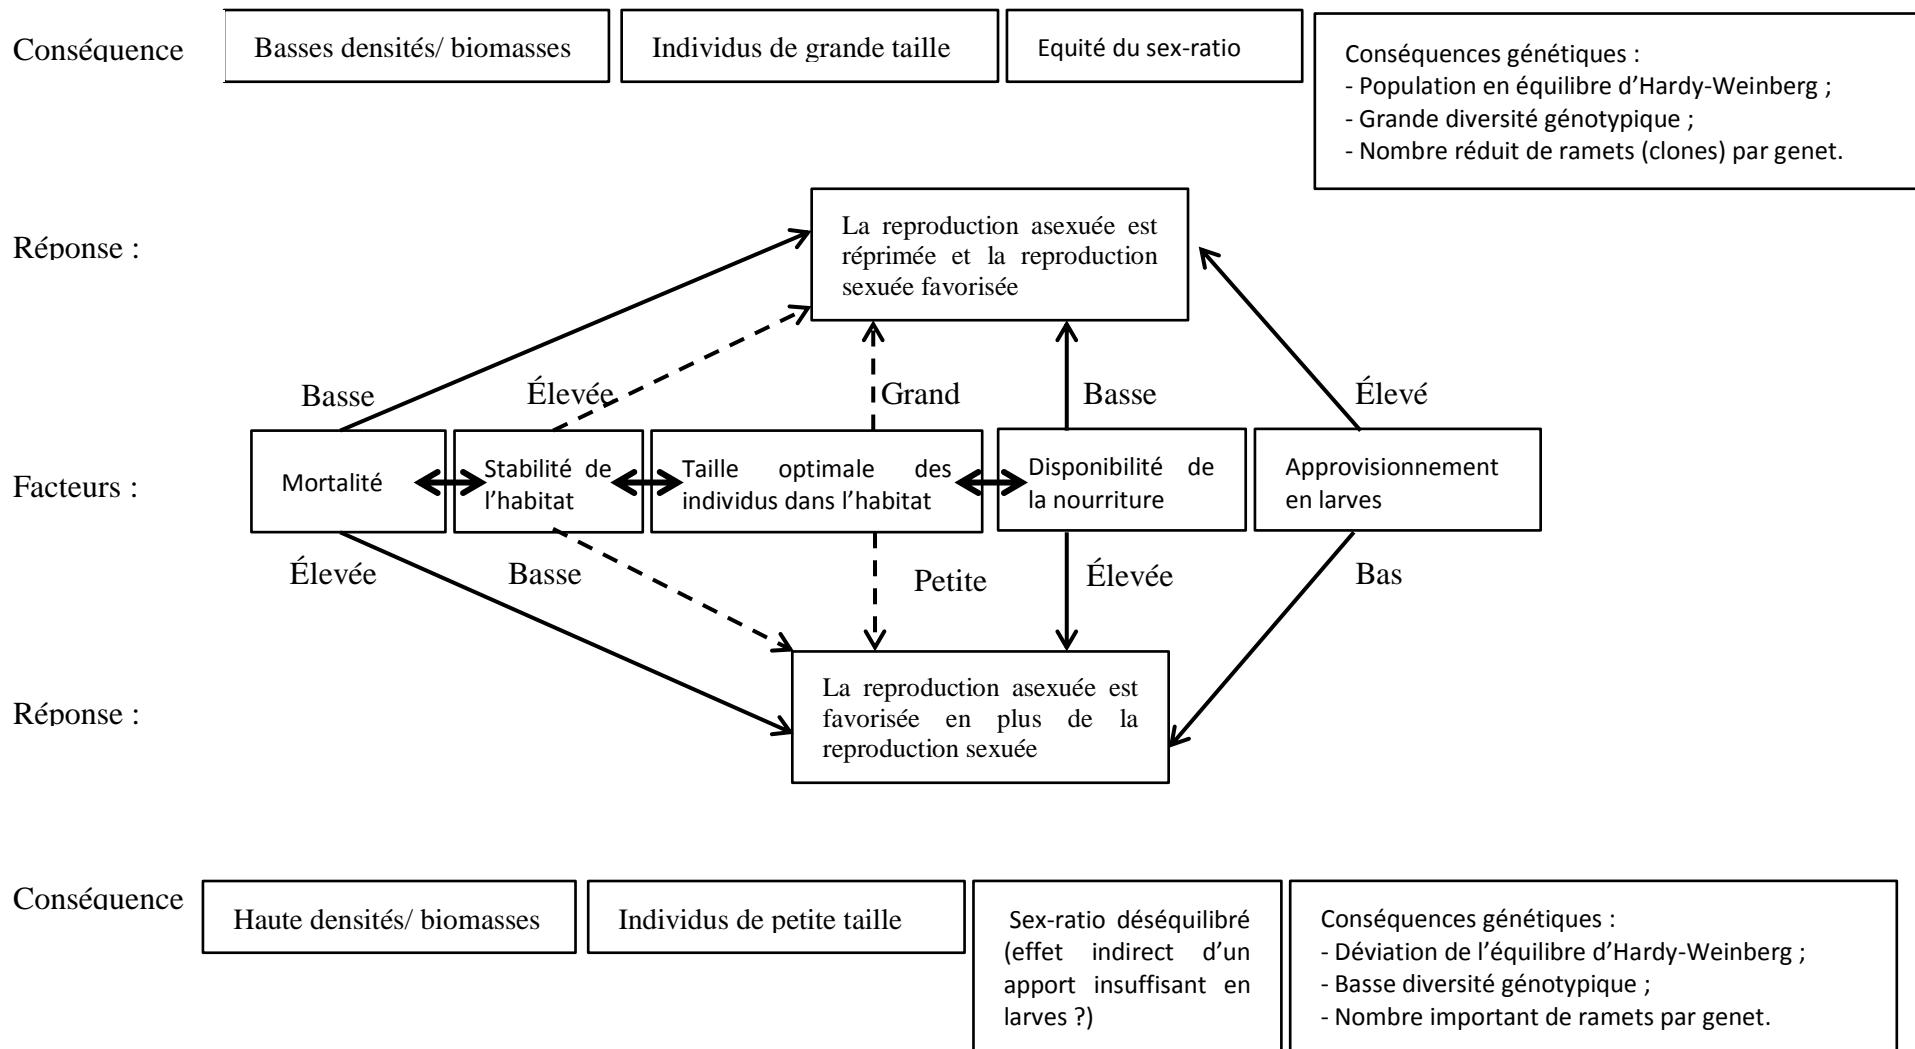 Conséquence
Basses densités/ biomasses
Individus de grande taille
Equité du sex-ratio
Conséquences génétiques :
- Population en équilibre d’Hardy-Weinberg ;
- Grande diversité génotypique ;
- Nombre réduit de ramets (clones) par genet.
Réponse :
La reproduction asexuée est
réprimée et la reproduction
sexuée favorisée
Basse
Élevée
Grand
Basse
Élevé
Facteurs :
Mortalité
Stabilité de
l’habitat
Taille optimale des
individus dans l’habitat
Disponibilité de
la nourriture
Approvisionnement
en larves
Élevée
Basse
Petite
Élevée
Bas
Réponse :
La reproduction asexuée est
favorisée en plus de la
reproduction sexuée
Conséquence
Haute densités/ biomasses
Individus de petite taille
Sex-ratio déséquilibré
(effet indirect d’un
apport insuffisant en
larves ?)
Conséquences génétiques :
- Déviation de l’équilibre d’Hardy-Weinberg ;
- Basse diversité génotypique ;
- Nombre important de ramets par genet.